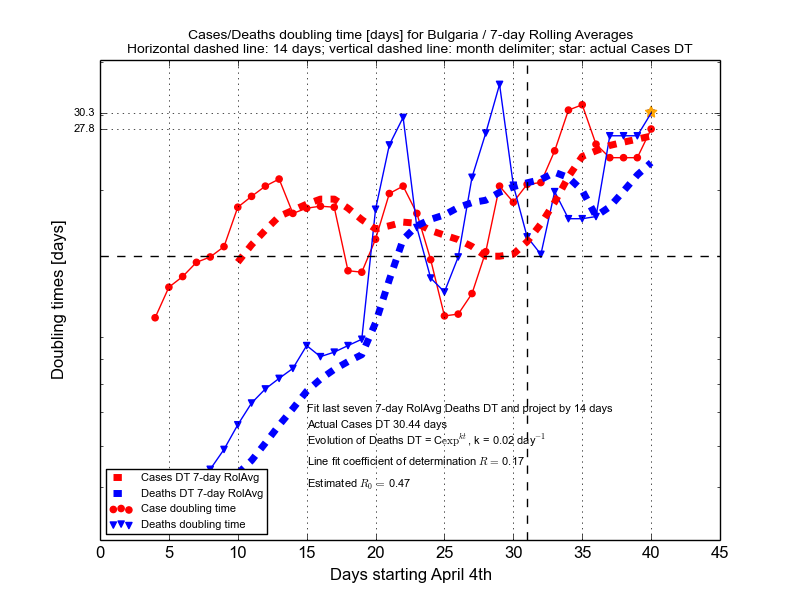 Cases/Deaths doubling time [days] for Bulgaria / 7-day Rolling Averages
Horizontal dashed line: 14 days; vertical dashed line: month delimiter; star: actual Cases DT
30.3
27.8
Doubling times [days]
Fit last seven 7-day RolAvg Deaths DT and project by 14 days
Actual Cases DT 30.44 days
Evolution of Deaths DT = Cexp^{kt}, k = 0.02 day^{-1}
Line fit coefficient of determination R = 0.17
Estimated R_0 = 0.47
Cases DT 7-day RolAvg
Deaths DT 7-day RolAvg
Case doubling time
Deaths doubling time
0 5 10 15 20 25 30 35 40 45
Days starting April 4th